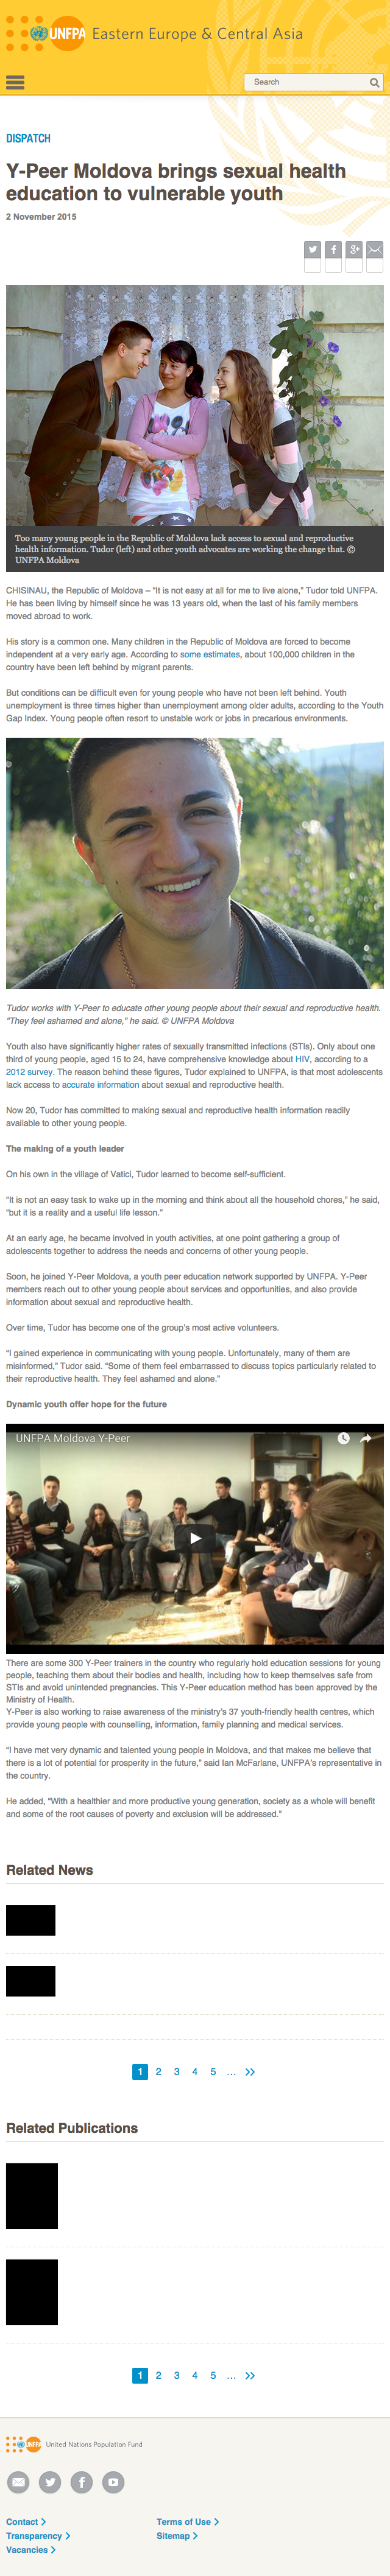 UNFPA Eastern Europe & Central Asia
Search
DISPATCH
Y-Peer Moldova brings sexual health
education to vulnerable youth
2 November 2015
Too many young people in the Republic of Moldova lack access to sexual and reproductive
health information. Tudor (left) and other youth advocates are working the change that. ©
UNFPA Moldova
CHISINAU, the Republic of Moldova – “It is not easy at all for me to live alone,” Tudor told UNFPA.
He has been living by himself since he was 13 years old, when the last of his family members
moved abroad to work.
His story is a common one. Many children in the Republic of Moldova are forced to become
independent at a very early age. According to some estimates, about 100,000 children in the
country have been left behind by migrant parents.
But conditions can be difficult even for young people who have not been left behind. Youth
unemployment is three times higher than unemployment among older adults, according to the Youth
Gap Index. Young people often resort to unstable work or jobs in precarious environments.
Tudor works with Y-Peer to educate other young people about their sexual and reproductive health.
"They feel ashamed and alone," he said. © UNFPA Moldova
Youth also have significantly higher rates of sexually transmitted infections (STIs). Only about one
third of young people, aged 15 to 24, have comprehensive knowledge about HIV, according to a
2012 survey. The reason behind these figures, Tudor explained to UNFPA, is that most adolescents
lack access to accurate information about sexual and reproductive health.
Now 20, Tudor has committed to making sexual and reproductive health information readily
available to other young people.
The making of a youth leader
On his own in the village of Vatici, Tudor learned to become self-sufficient.
“It is not an easy task to wake up in the morning and think about all the household chores,” he said,
“but it is a reality and a useful life lesson.”
At an early age, he became involved in youth activities, at one point gathering a group of
adolescents together to address the needs and concerns of other young people.
Soon, he joined Y-Peer Moldova, a youth peer education network supported by UNFPA. Y-Peer
members reach out to other young people about services and opportunities, and also provide
information about sexual and reproductive health.
Over time, Tudor has become one of the group’s most active volunteers.
“I gained experience in communicating with young people. Unfortunately, many of them are
misinformed,” Tudor said. “Some of them feel embarrassed to discuss topics particularly related to
their reproductive health. They feel ashamed and alone.”
Dynamic youth offer hope for the future
UNFPA Moldova Y-Peer
There are some 300 Y-Peer trainers in the country who regularly hold education sessions for young
people, teaching them about their bodies and health, including how to keep themselves safe from
STIs and avoid unintended pregnancies. This Y-Peer education method has been approved by the
Ministry of Health.
Y-Peer is also working to raise awareness of the ministry’s 37 youth-friendly health centres, which
provide young people with counselling, information, family planning and medical services.
“I have met very dynamic and talented young people in Moldova, and that makes me believe that
there is a lot of potential for prosperity in the future,” said Ian McFarlane, UNFPA’s representative in
the country.
He added, “With a healthier and more productive young generation, society as a whole will benefit
and some of the root causes of poverty and exclusion will be addressed.”
Related News
1 2 3 4 5 … >>
Related Publications
1 2 3 4 5 … >>
UNFPA United Nations Population Fund
Contact > Terms of Use >
Transparency > Sitemap >
Vacancies >